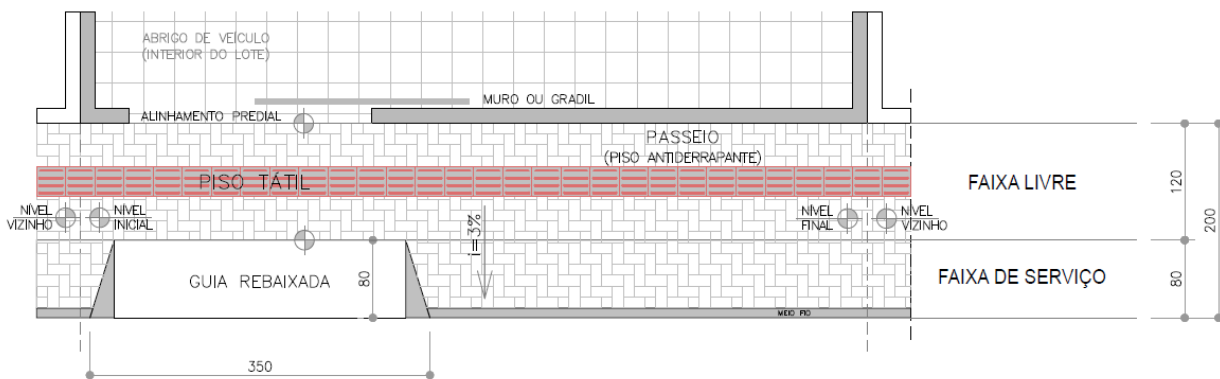 ABRIGO DE VEÍCULO
(INTERIOR DO LOTE)
MURO OU GRADIL
ALINHAMENTO PREDIAL
PASSEIO
(PISO ANTIDERRAPANTE)
PISO TÁTIL
FAIXA LIVRE
120
200
NÍVEL
VIZINHO
NÍVEL
INICIAL
NÍVEL
FINAL
NÍVEL
VIZINHO
i=3%
GUIA REBAIXADA
80
FAIXA DE SERVIÇO
80
MEIO FIO
350